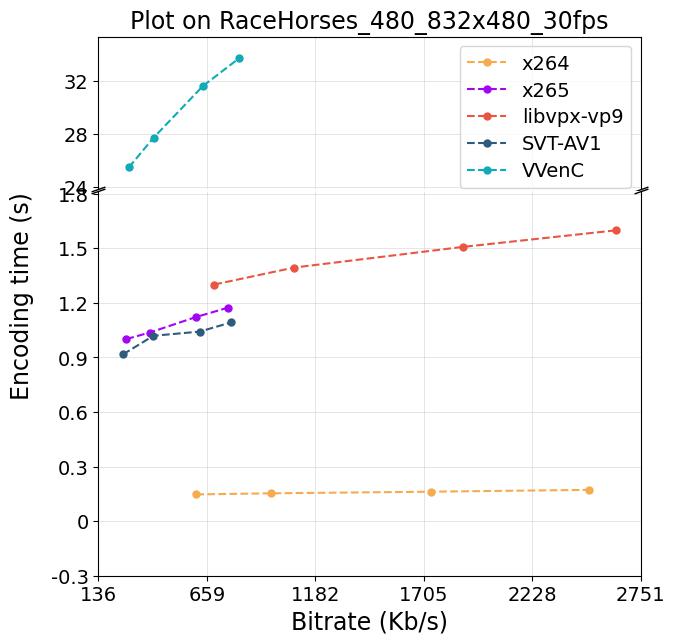 Plot on RaceHorses_480_832x480_30fps
32
28
24
x264
x265
libvpx-vp9
SVT-AV1
VVenC
1.8
1.5
1.2
0.9
0.6
0.3
0
-0.3
Encoding time (s)
136 659 1182 1705 2228 2751
Bitrate (Kb/s)